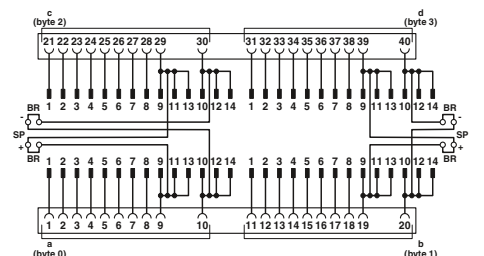 c d
(byte 2) (byte 3)
21 22 23 24 25 26 27 28 29 30 31 32 33 34 35 36 37 38 39 40
1 2 3 4 5 6 7 8 9 11 13 10 12 14 1 2 3 4 5 6 7 8 9 11 13 10 12 14
BR BR
- -
SP SP
+ +
BR BR
1 2 3 4 5 6 7 8 9 11 13 10 12 14 1 2 3 4 5 6 7 8 9 11 13 10 12 14
1 2 3 4 5 6 7 8 9 10 11 12 13 14 15 16 17 18 19 20
a b
(byte 0) (byte 1)